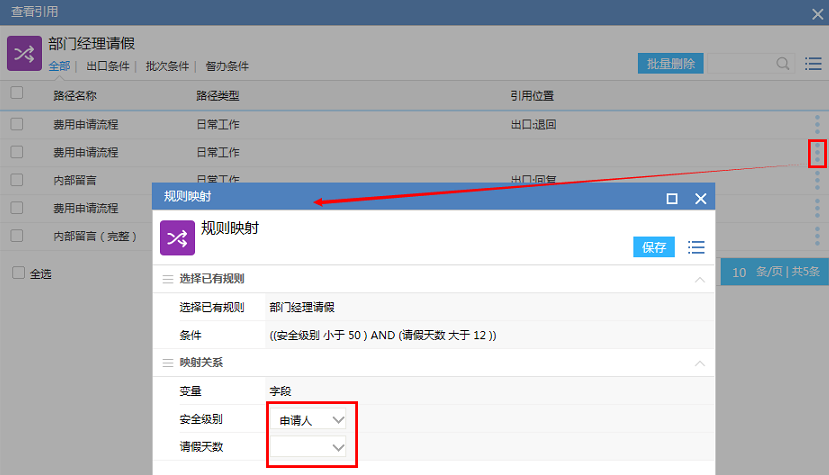 查看引用
部门经理请假
全部 | 出口条件 | 批次条件 | 督办条件
批量删除
路径名称 路径类型 引用位置
费用申请流程 日常工作 出口:退回
费用申请流程 日常工作
内部留言 日常工作 出口:回复
费用申请流程
内部留言（完整）
全选
10 条/页 | 共5条
规则映射
规则映射
保存
选择已有规则
选择已有规则 部门经理请假
条件 ((安全级别 小于 50 ) AND (请假天数 大于 12 ))
映射关系
变量 字段
安全级别 申请人
请假天数